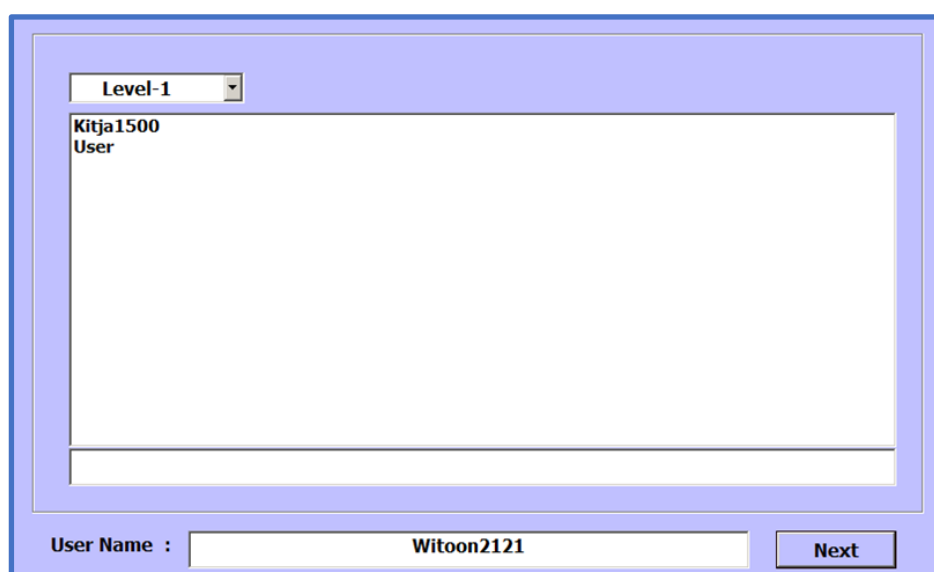 Level-1
Kitja1500
User
User Name :
Witoon2121
Next